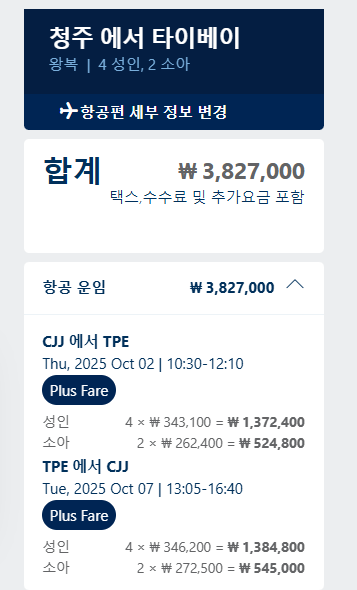 청주 에서 타이베이
왕복 | 4 성인, 2 소아
항공편 세부 정보 변경
합계 ₩ 3,827,000
택스,수수료 및 추가요금 포함
항공 운임 ₩ 3,827,000
CJJ 에서 TPE
Thu, 2025 Oct 02 | 10:30-12:10
Plus Fare
성인 4 × ₩ 343,100 = ₩ 1,372,400
소아 2 × ₩ 262,400 = ₩ 524,800
TPE 에서 CJJ
Tue, 2025 Oct 07 | 13:05-16:40
Plus Fare
성인 4 × ₩ 346,200 = ₩ 1,384,800
소아 2 × ₩ 272,500 = ₩ 545,000